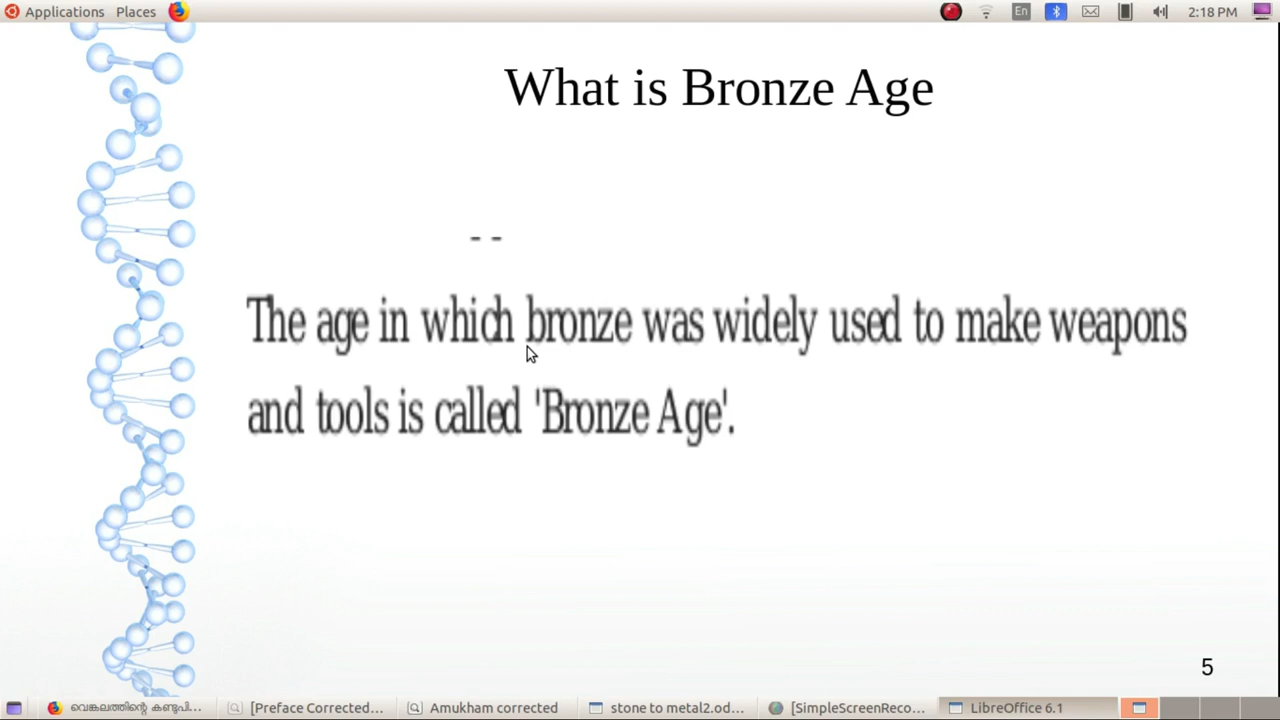 Applications Places En 2:18 PM
What is Bronze Age
- -
The age in which bronze was widely used to make weapons
and tools is called 'Bronze Age'.
5
വെങ്കലത്തിന്റെ കണ്ടുപി... [Preface Corrected... Amukham corrected stone to metal2.od... [SimpleScreenReco... LibreOffice 6.1